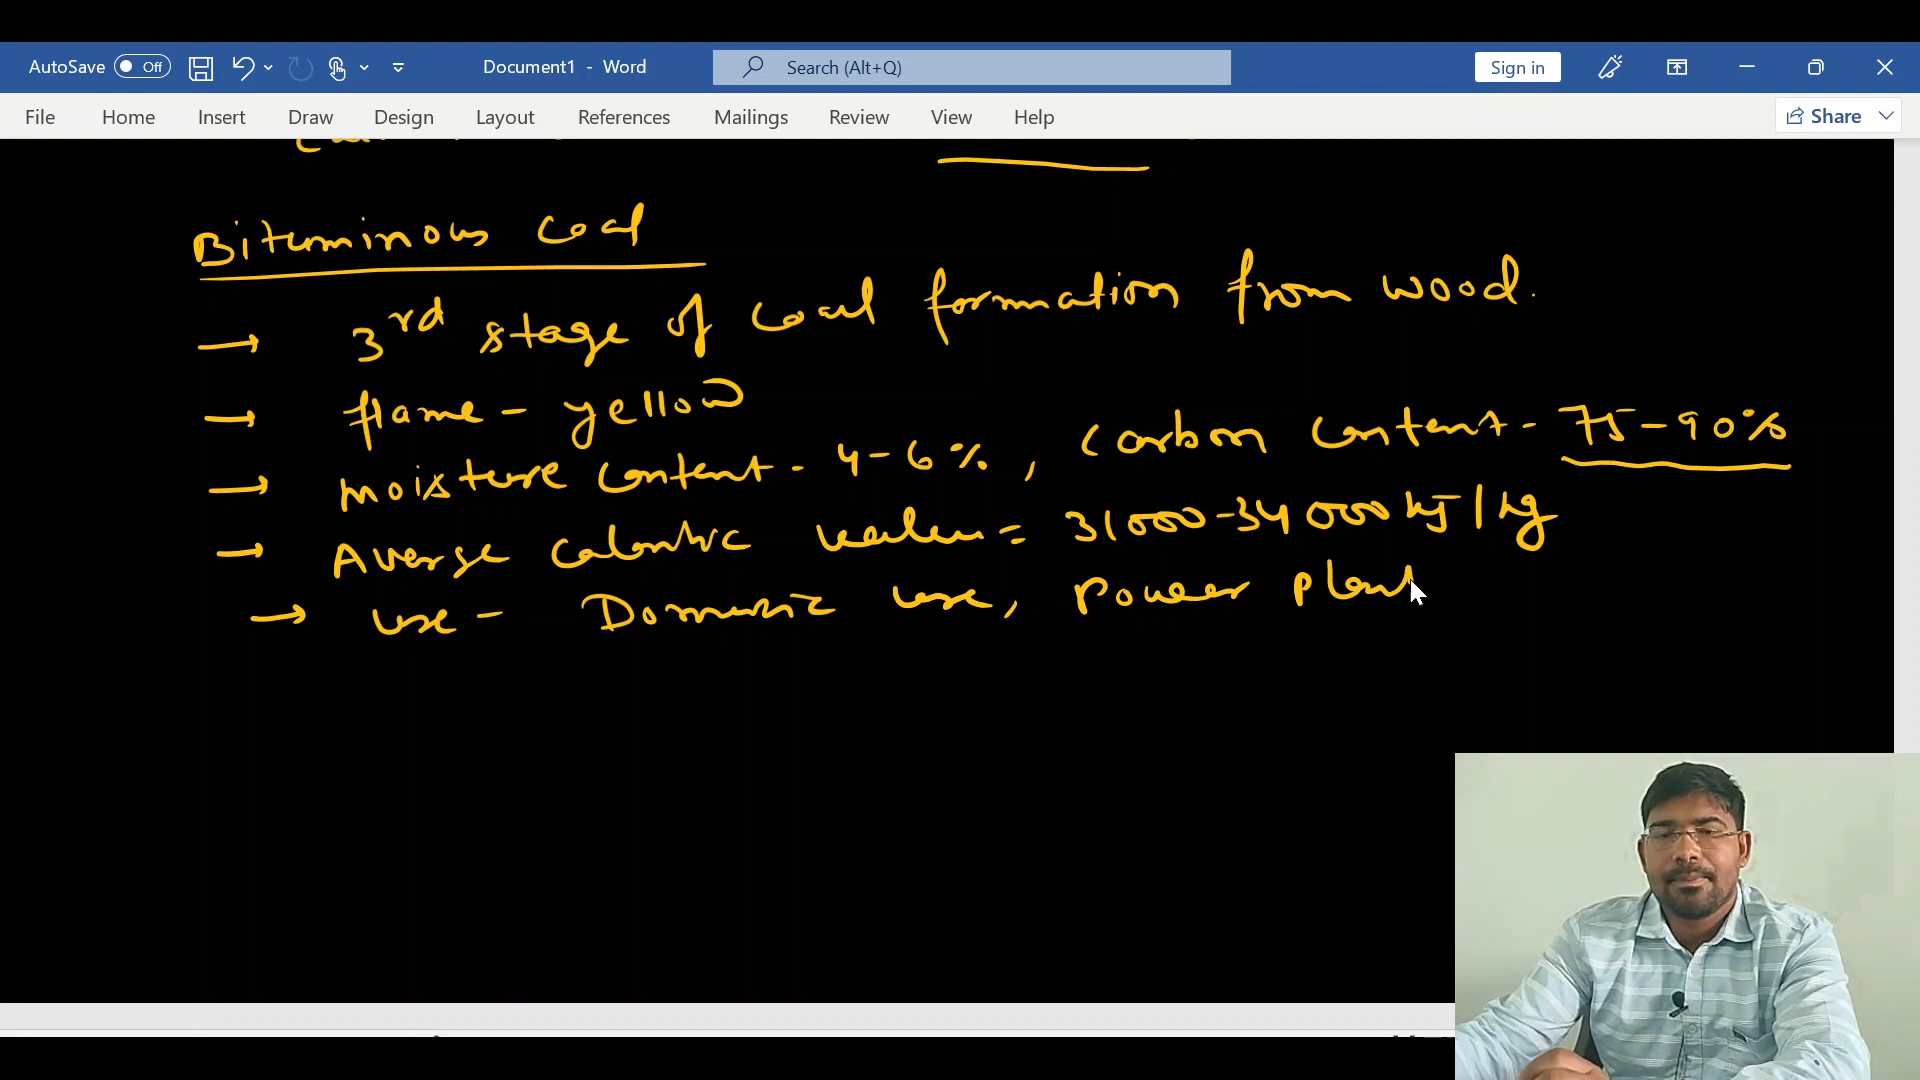 AutoSave Off Document1 - Word Search (Alt+Q) Sign in
File Home Insert Draw Design Layout References Mailings Review View Help Share
Bituminous Coal
→ 3rd stage of coal formation from wood.
→ flame - yellow
→ Moisture content - 4-6%, Carbon content - 75-90%
→ Averge calorific value = 31000-34000 kJ/kg
→ use - Domestic use, Power plant